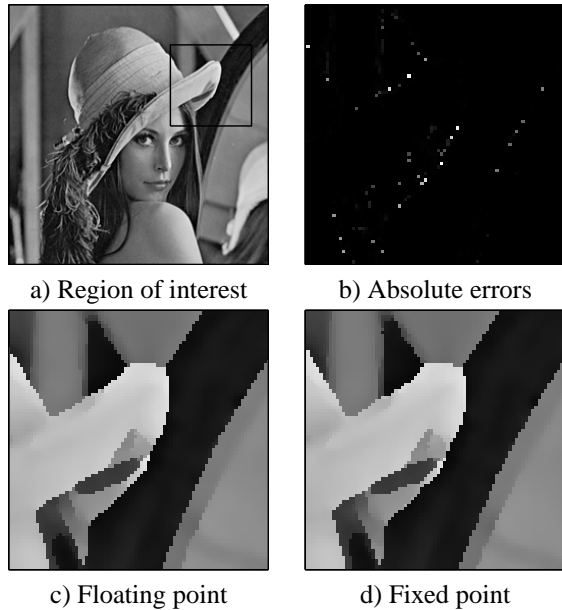 a) Region of interest
b) Absolute errors
c) Floating point
d) Fixed point